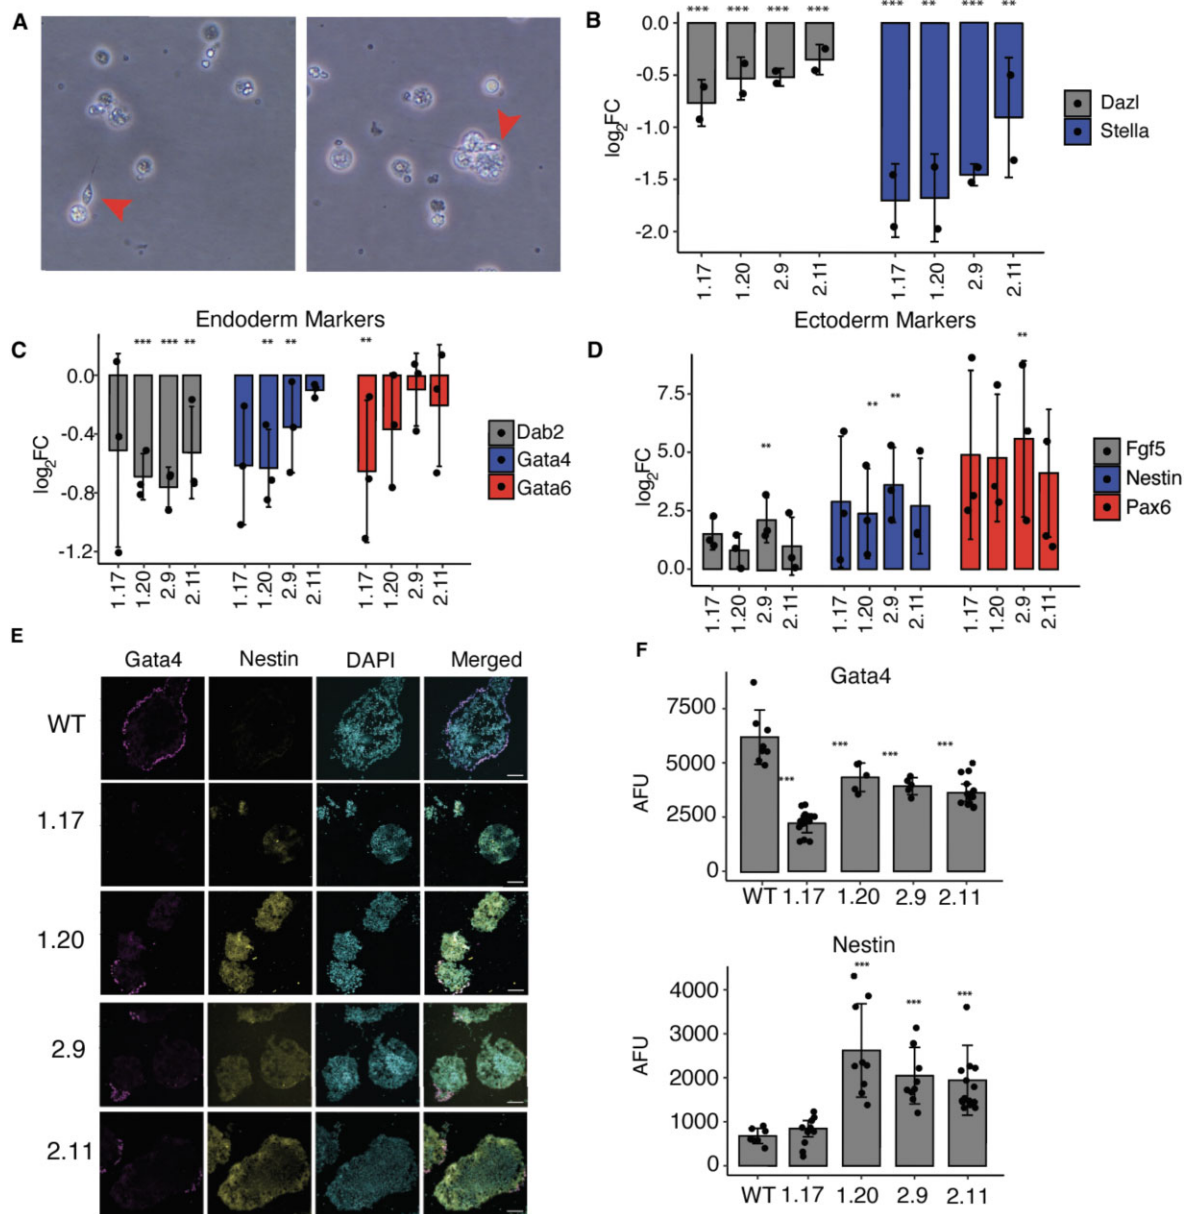 A
B
*** *** *** *** *** ** *** **
0.0
-0.5
-1.0
-1.5
-2.0
log2FC
1.17 1.20 2.9 2.11 1.17 1.20 2.9 2.11
Dazl
Stella
C
Endoderm Markers
*** *** ** ** ** **
0.0
-0.4
-0.8
-1.2
log2FC
1.17 1.20 2.9 2.11 1.17 1.20 2.9 2.11 1.17 1.20 2.9 2.11
Dab2
Gata4
Gata6
D
Ectoderm Markers
** ** ** **
7.5
5.0
2.5
0.0
log2FC
1.17 1.20 2.9 2.11 1.17 1.20 2.9 2.11 1.17 1.20 2.9 2.11
Fgf5
Nestin
Pax6
E
Gata4 Nestin DAPI Merged
WT
1.17
1.20
2.9
2.11
F
Gata4
*** *** *** ***
7500
5000
2500
0
AFU
WT 1.17 1.20 2.9 2.11
Nestin
*** *** ***
4000
3000
2000
1000
0
AFU
WT 1.17 1.20 2.9 2.11